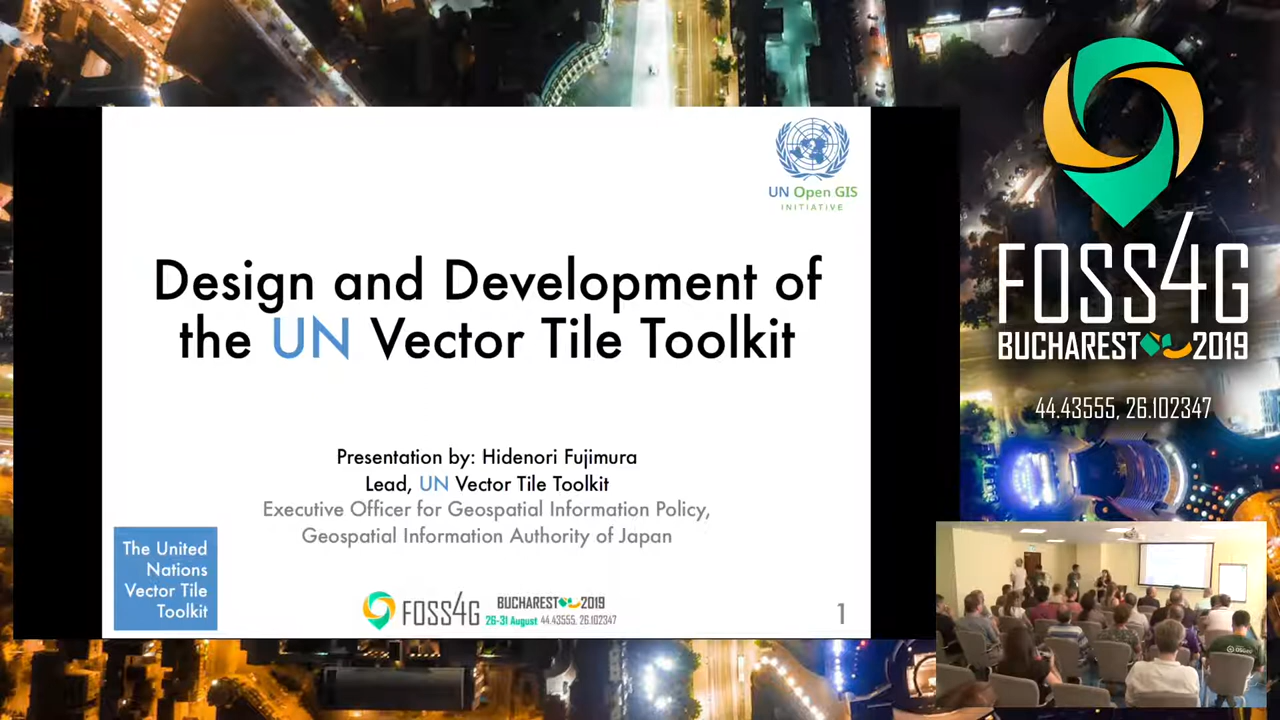 UN Open GIS
INITIATIVE
Design and Development of
the UN Vector Tile Toolkit
Presentation by: Hidenori Fujimura
Lead, UN Vector Tile Toolkit
Executive Officer for Geospatial Information Policy,
Geospatial Information Authority of Japan
The United
Nations
Vector Tile
Toolkit
FOSS4G
BUCHAREST 2019
26-31 August 44.43555, 26.102347
1
FOSS4G
BUCHAREST 2019
44.43555, 26.102347